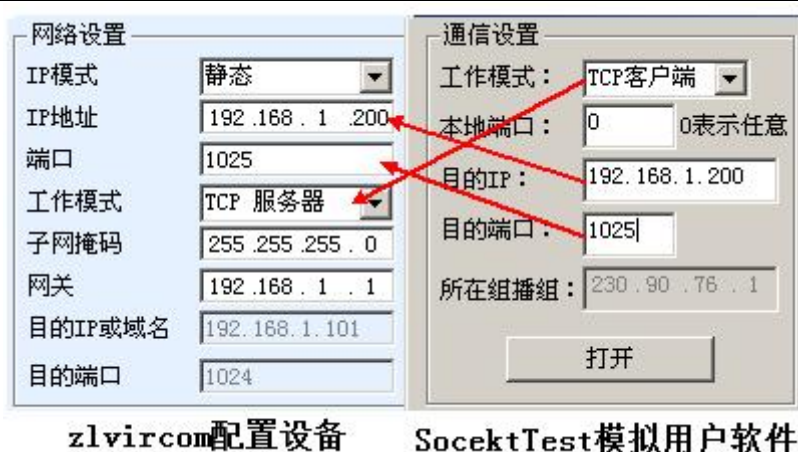 网络设置
IP模式 静态
IP地址 192 .168 . 1 .200
端口 1025
工作模式 TCP 服务器
子网掩码 255 .255 .255 . 0
网关 192 .168 . 1 . 1
目的IP或域名 192.168.1.101
目的端口 1024
zlvircom配置设备
通信设置
工作模式： TCP客户端
本地端口： 0 0表示任意
目的IP： 192.168.1.200
目的端口： 1025
所在组播组： 230 .90 .76 . 1
打开
SocektTest模拟用户软件